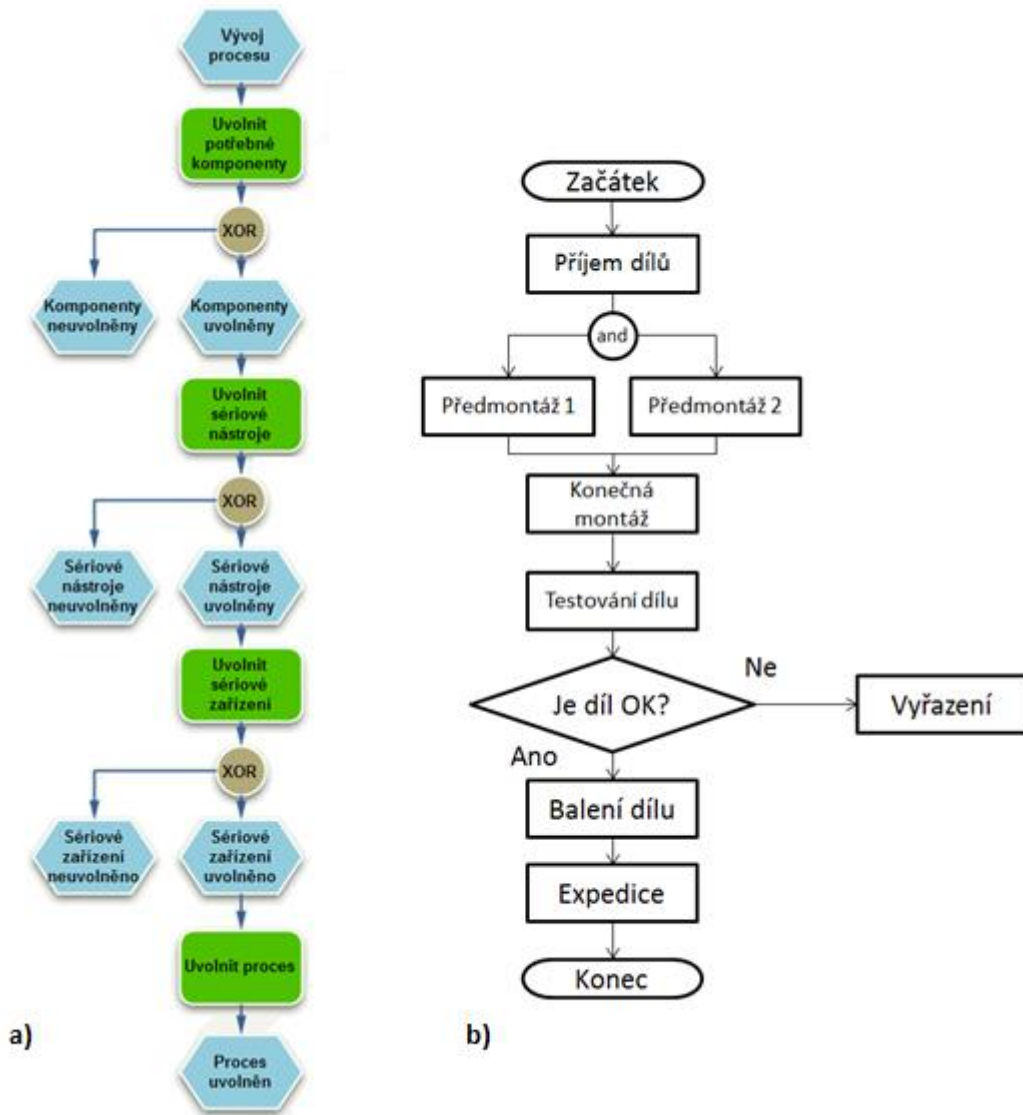 Vývoj
procesu
Uvolnit
potřebné
komponenty
XOR
Komponenty
neuvolněny
Komponenty
uvolněny
Uvolnit
sériové
nástroje
XOR
Sériové
nástroje
neuvolněny
Sériové
nástroje
uvolněny
Uvolnit
sériové
zařízení
XOR
Sériové
zařízení
neuvolněno
Sériové
zařízení
uvolněno
Uvolnit proces
Proces
uvolněn
a)
Začátek
Příjem dílů
and
Předmontáž 1
Předmontáž 2
Konečná
montáž
Testování dílu
Je díl OK?
Ne
Vyřazení
Ano
Balení dílu
Expedice
Konec
b)